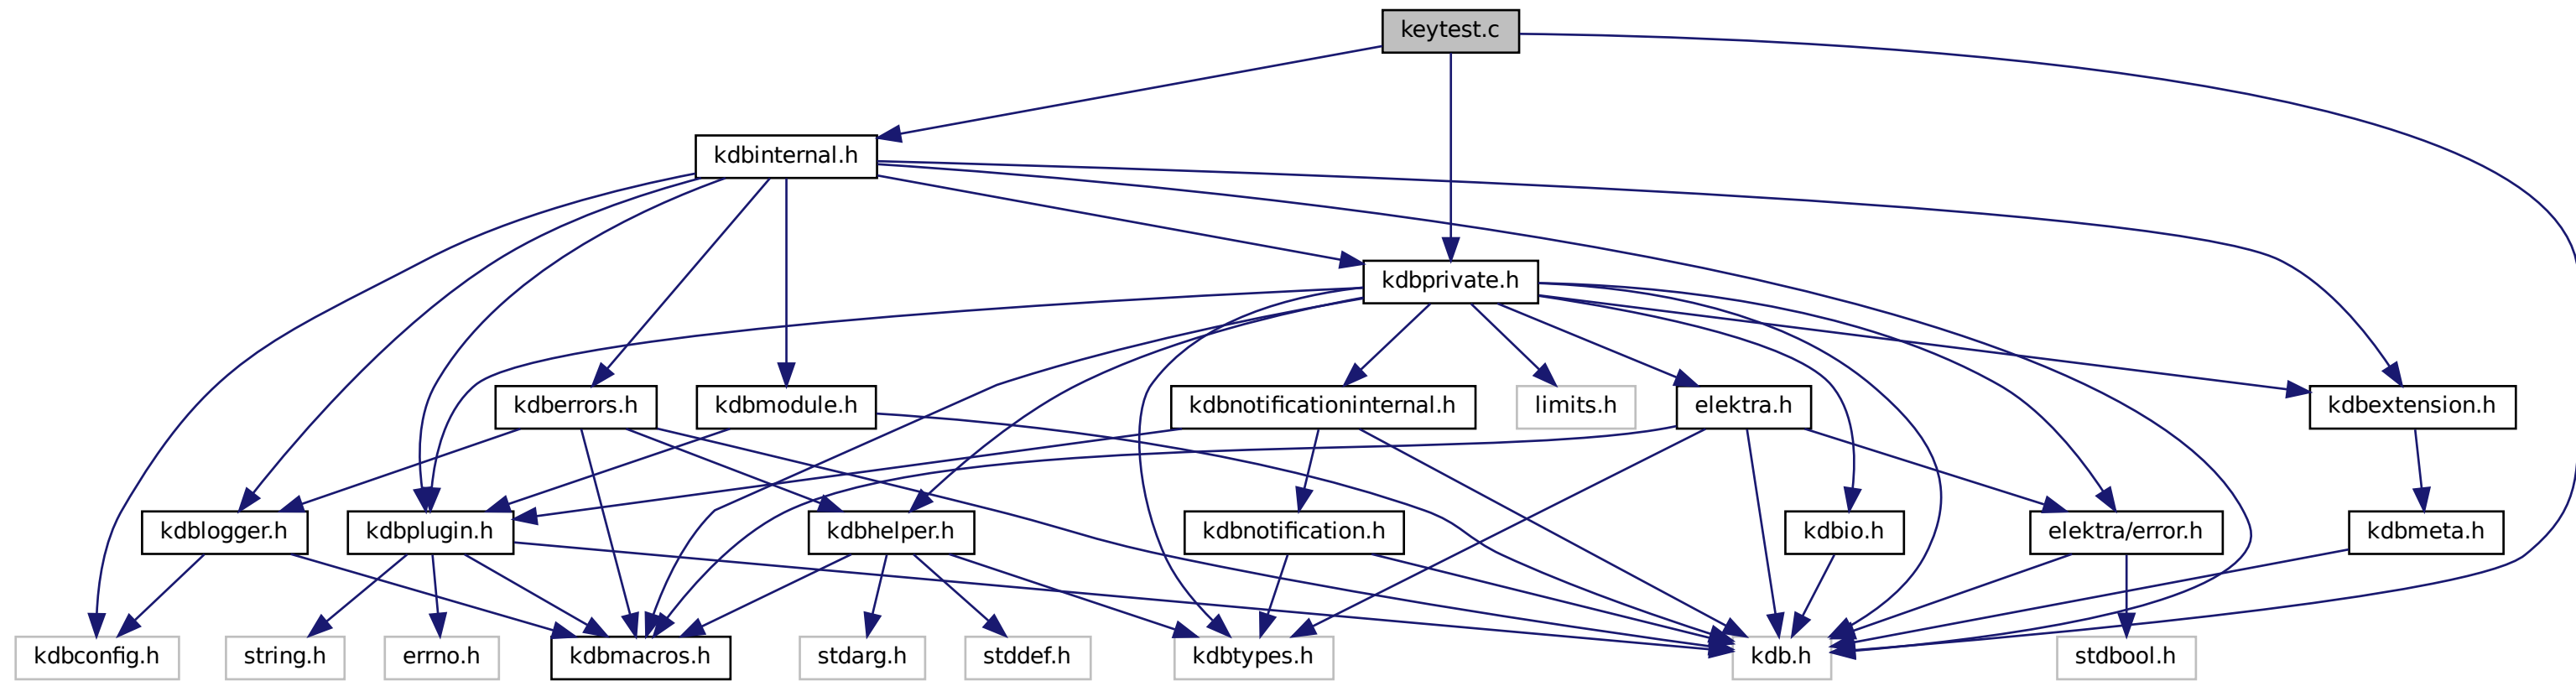 keytest.c
kdbinternal.h
kdbprivate.h
kdberrors.h
kdbmodule.h
kdbnotificationinternal.h
limits.h
elektra.h
kdbextension.h
kdblogger.h
kdbplugin.h
kdbhelper.h
kdbnotification.h
kdbio.h
elektra/error.h
kdbmeta.h
kdbconfig.h
string.h
errno.h
kdbmacros.h
stdarg.h
stddef.h
kdbtypes.h
kdb.h
stdbool.h